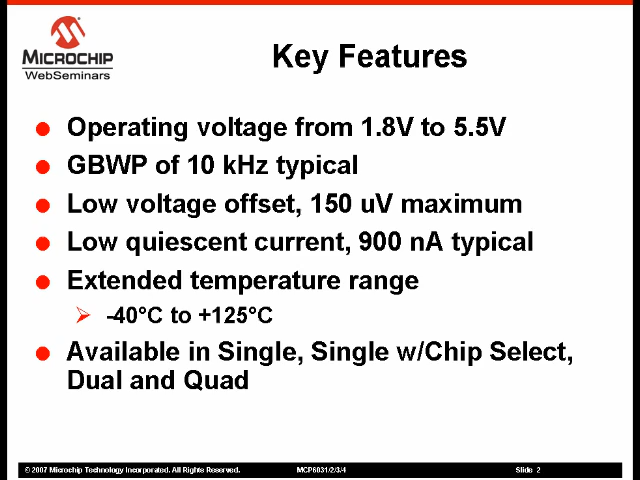 MICROCHIP
WebSeminars
Key Features
Operating voltage from 1.8V to 5.5V
GBWP of 10 kHz typical
Low voltage offset, 150 uV maximum
Low quiescent current, 900 nA typical
Extended temperature range
-40°C to +125°C
Available in Single, Single w/Chip Select,
Dual and Quad
© 2007 Microchip Technology Incorporated. All Rights Reserved. MCP6031/2/3/4 Slide 2